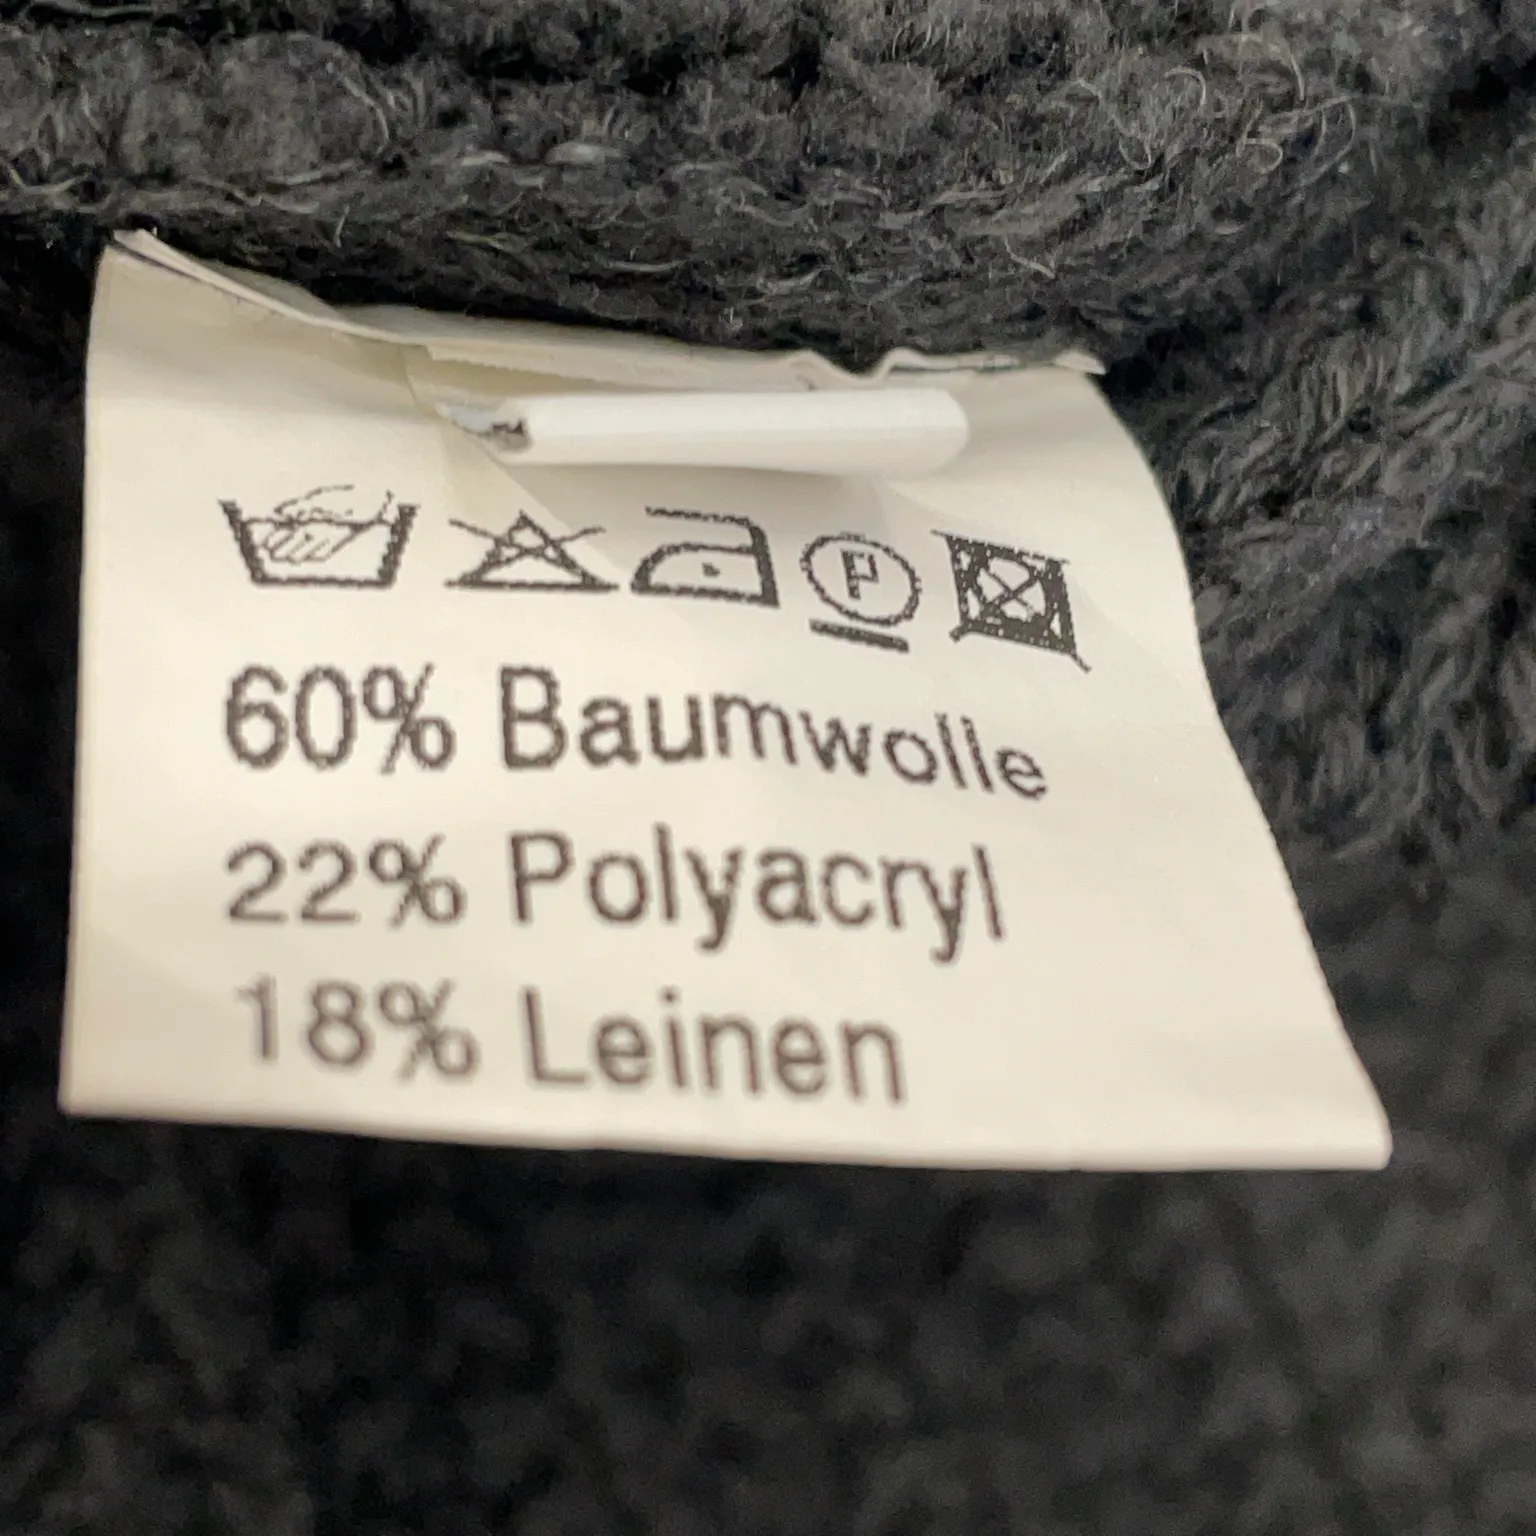 P
60% Baumwolle
22% Polyacryl
18% Leinen